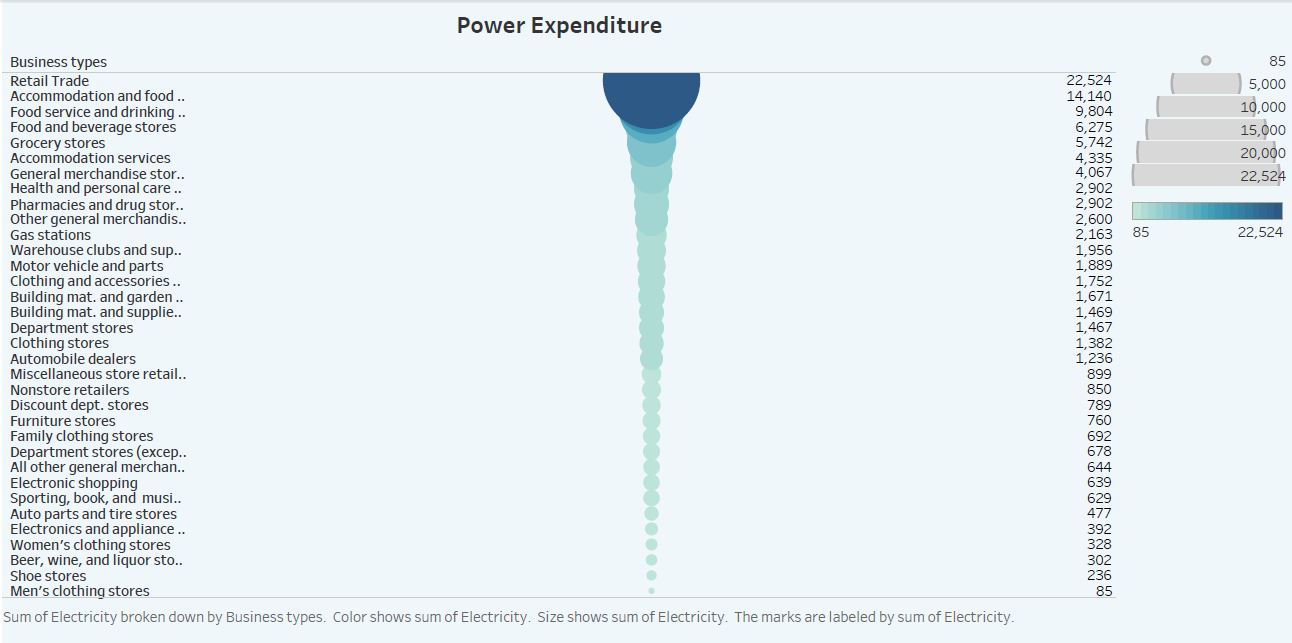 Power Expenditure
Business types 85
Retail Trade 22,524 5,000
Accommodation and food .. 14,140
Food service and drinking .. 9,804 10,000
Food and beverage stores 6,275 15,000
Grocery stores 5,742
Accommodation services 4,335 20,000
General merchandise stor.. 4,067 22,524
Health and personal care .. 2,902
Pharmacies and drug stor.. 2,902
Other general merchandis.. 2,600
Gas stations 2,163 85 22,524
Warehouse clubs and sup.. 1,956
Motor vehicle and parts 1,889
Clothing and accessories .. 1,752
Building mat. and garden .. 1,671
Building mat. and supplie.. 1,469
Department stores 1,467
Clothing stores 1,382
Automobile dealers 1,236
Miscellaneous store retail.. 899
Nonstore retailers 850
Discount dept. stores 789
Furniture stores 760
Family clothing stores 692
Department stores (excep.. 678
All other general merchan.. 644
Electronic shopping 639
Sporting, book, and musi.. 629
Auto parts and tire stores 477
Electronics and appliance .. 392
Women's clothing stores 328
Beer, wine, and liquor sto.. 302
Shoe stores 236
Men's clothing stores 85
Sum of Electricity broken down by Business types. Color shows sum of Electricity. Size shows sum of Electricity. The marks are labeled by sum of Electricity.